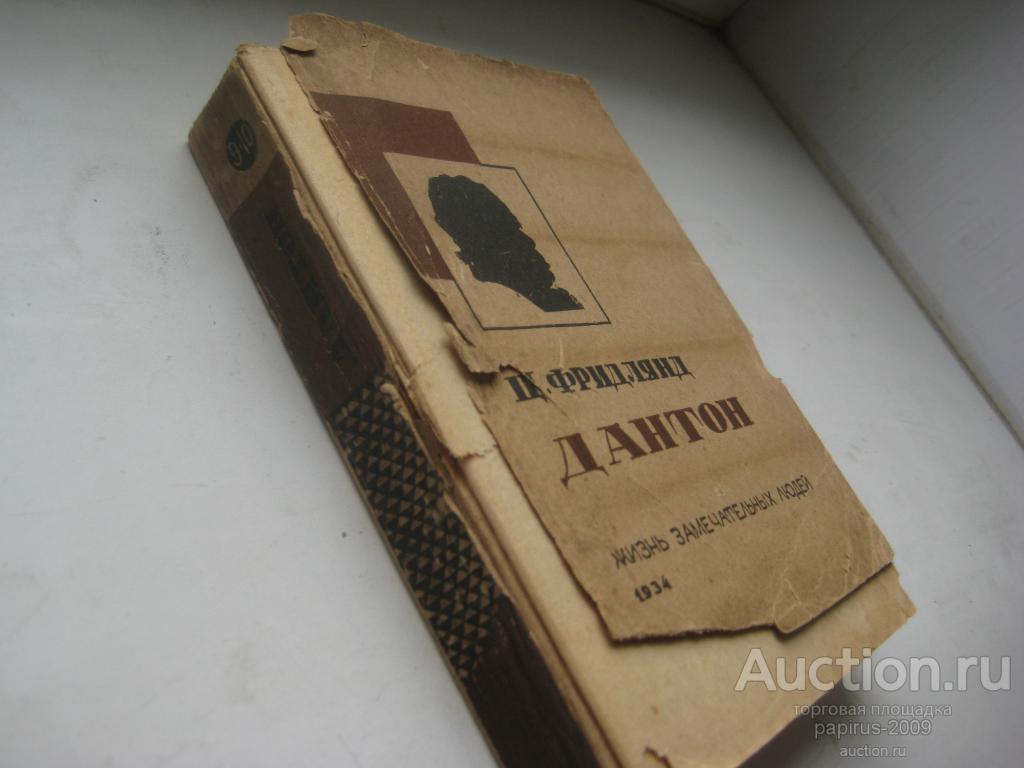 9-10
Ц. ФРИДЛЯНД
ДАНТОН
ЖИЗНЬ ЗАМЕЧАТЕЛЬНЫХ ЛЮДЕЙ
1934
Auction.ru
торговая площадка
papirus-2009
auction.ru